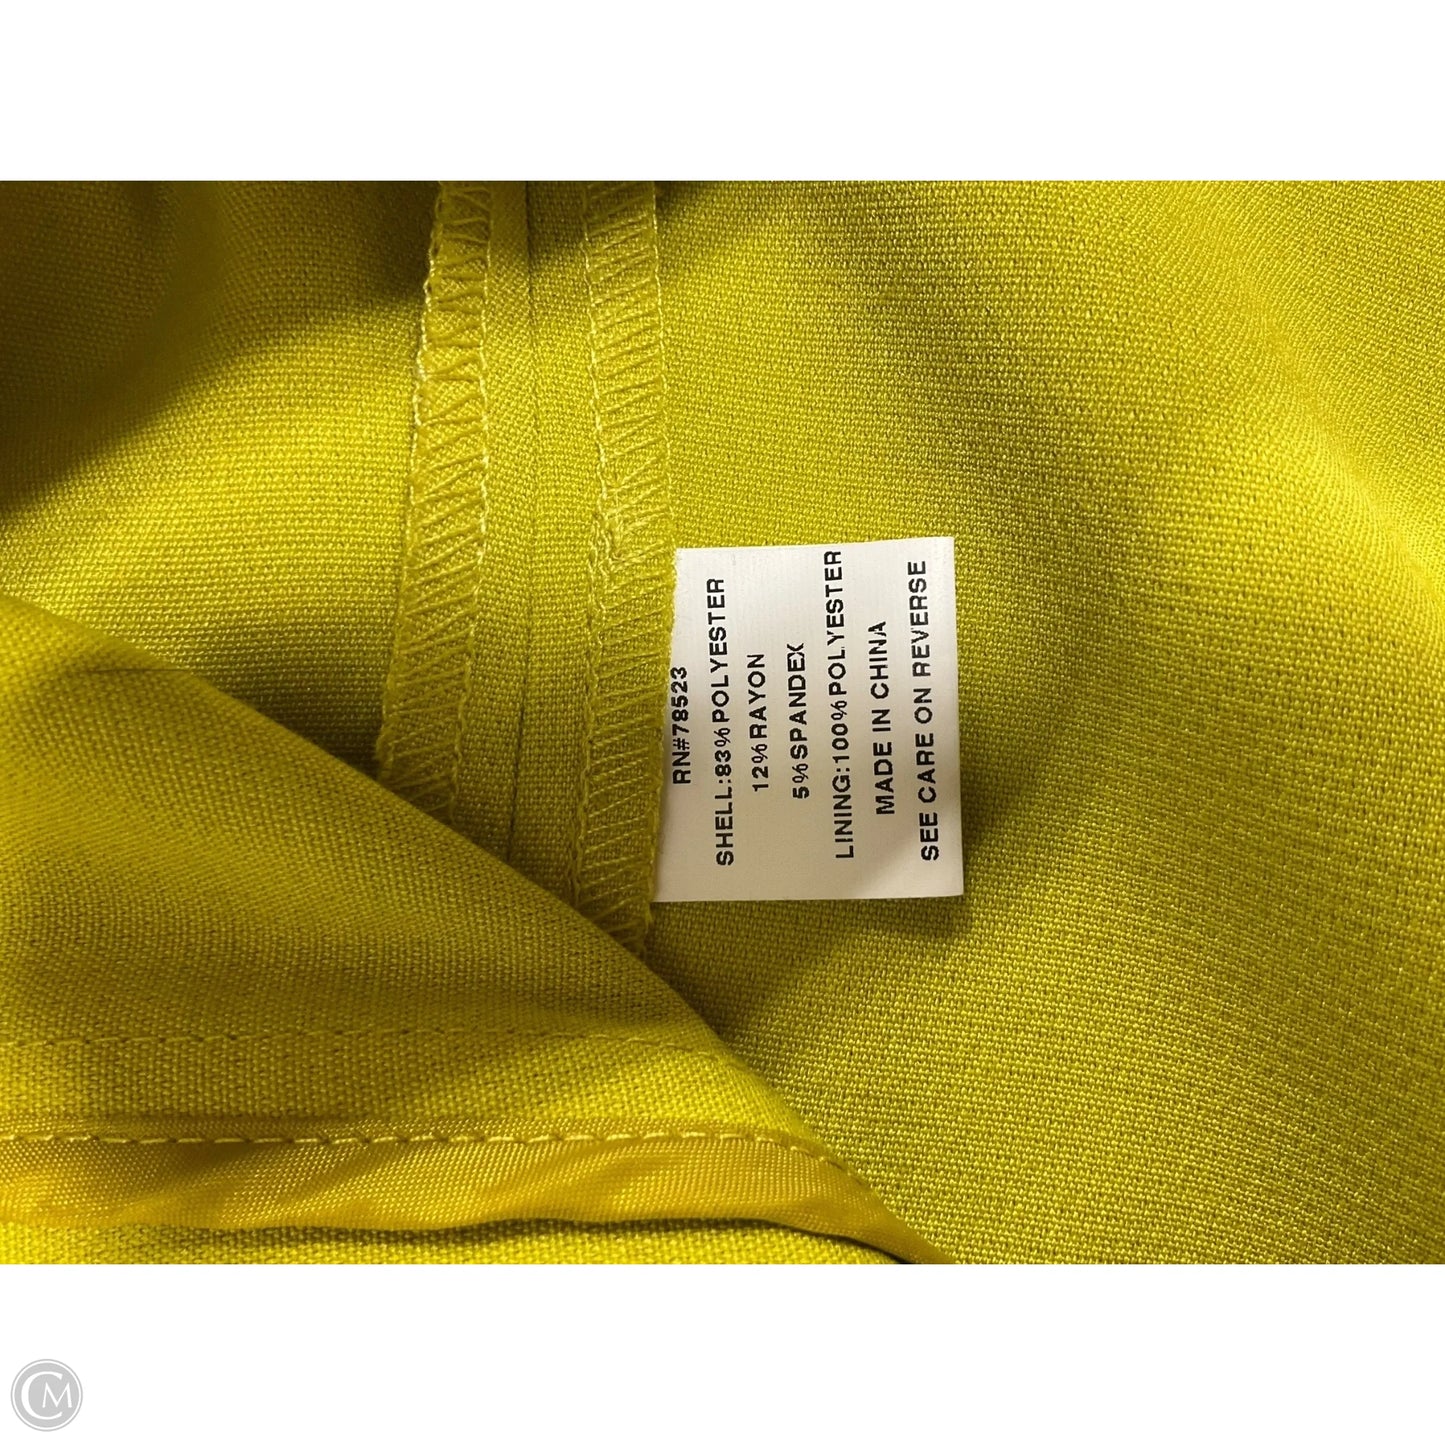 RN#78523
SHELL:83%POLYESTER
12%RAYON
5%SPANDEX
LINING:100%POLYESTER
MADE IN CHINA
SEE CARE ON REVERSE
CM